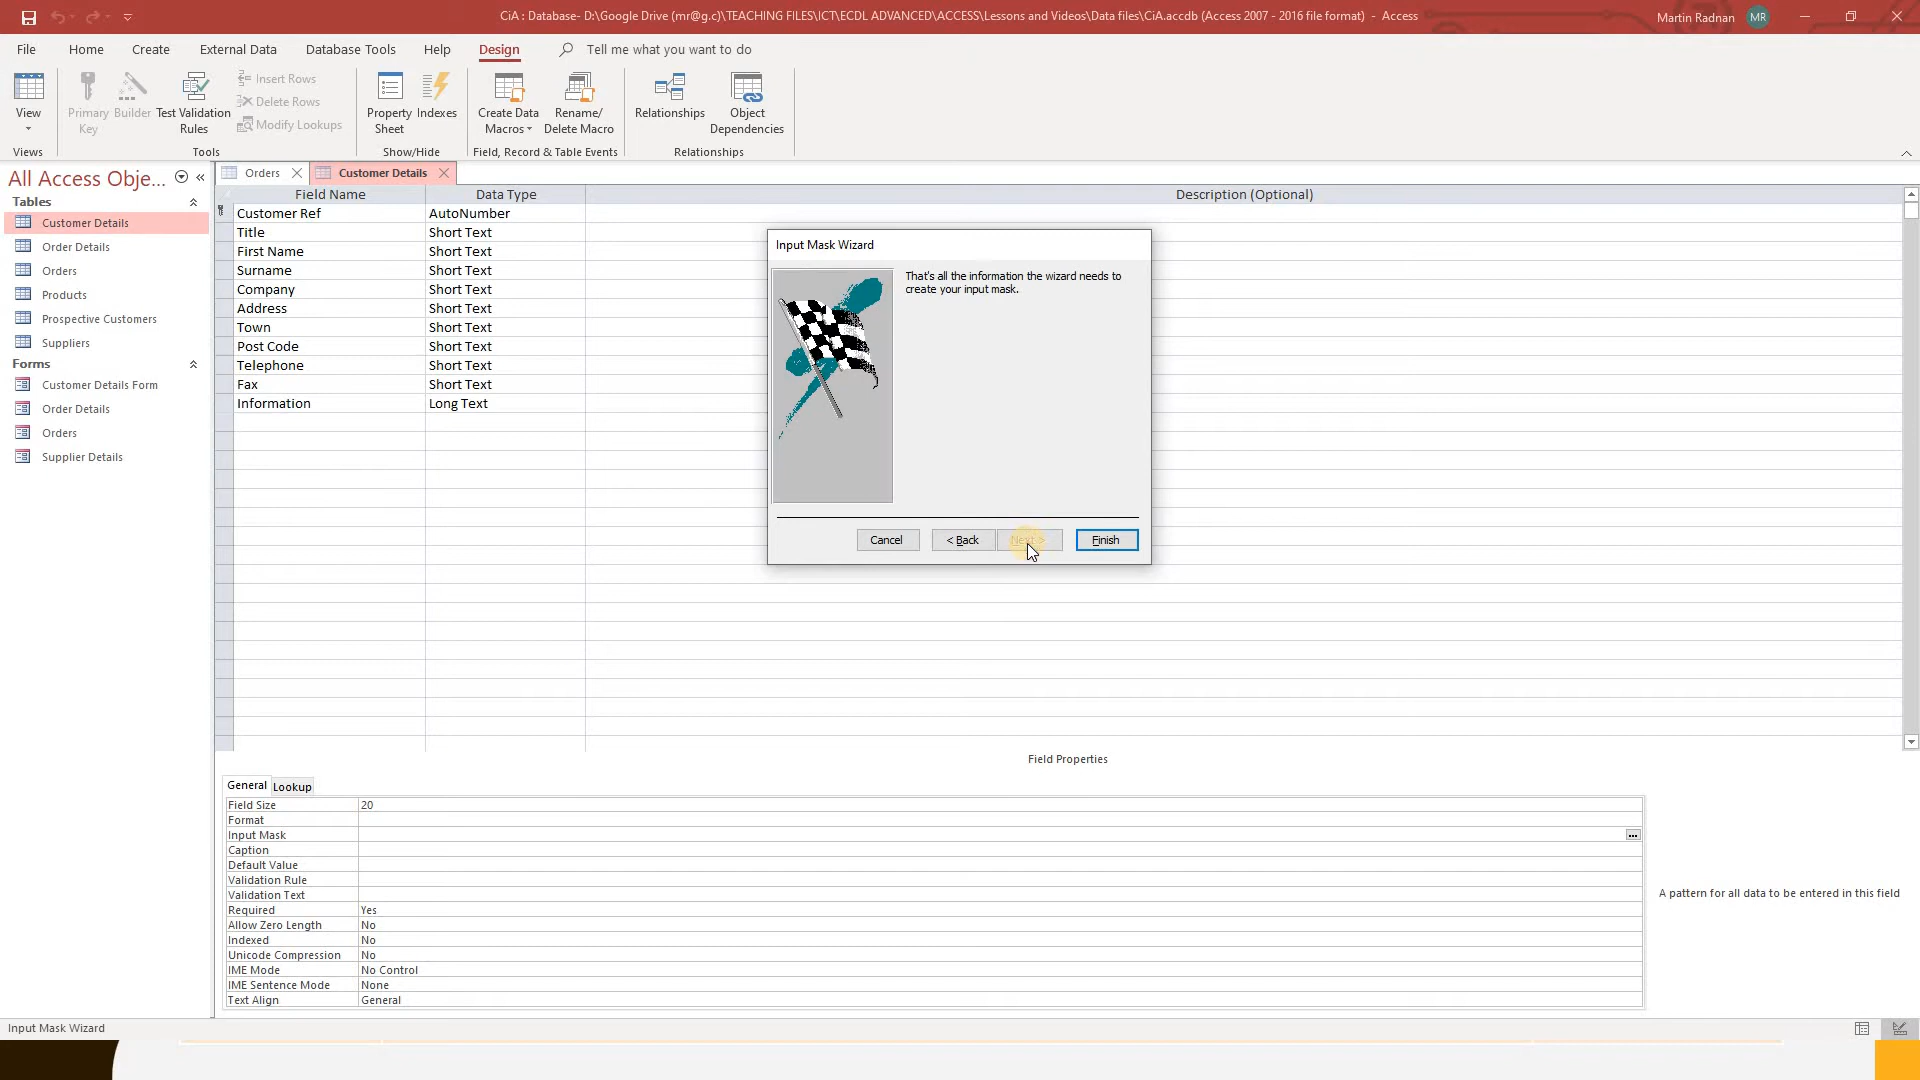 CiA : Database- D:\Google Drive (mr@g.c)\TEACHING FILES\ICT\ECDL ADVANCED\ACCESS\Lessons and Videos\Data files\CiA.accdb (Access 2007 - 2016 file format) - Access
Martin Radnan MR
File Home Create External Data Database Tools Help Design Tell me what you want to do
View
Primary Key
Builder
Test Validation Rules
Insert Rows
Delete Rows
Modify Lookups
Property Sheet
Indexes
Create Data Macros
Rename/ Delete Macro
Relationships
Object Dependencies
Views Tools Show/Hide Field, Record & Table Events Relationships
All Access Obje... «
Tables
Customer Details
Order Details
Orders
Products
Prospective Customers
Suppliers
Forms
Customer Details Form
Order Details
Orders
Supplier Details
Orders Customer Details
Field Name Data Type Description (Optional)
Customer Ref AutoNumber
Title Short Text
First Name Short Text
Surname Short Text
Company Short Text
Address Short Text
Town Short Text
Post Code Short Text
Telephone Short Text
Fax Short Text
Information Long Text
Input Mask Wizard
That's all the information the wizard needs to
create your input mask.
Cancel < Back Next > Finish
Field Properties
General Lookup
Field Size 20
Format
Input Mask ...
Caption
Default Value
Validation Rule
Validation Text
Required Yes
Allow Zero Length No
Indexed No
Unicode Compression No
IME Mode No Control
IME Sentence Mode None
Text Align General
A pattern for all data to be entered in this field
Input Mask Wizard